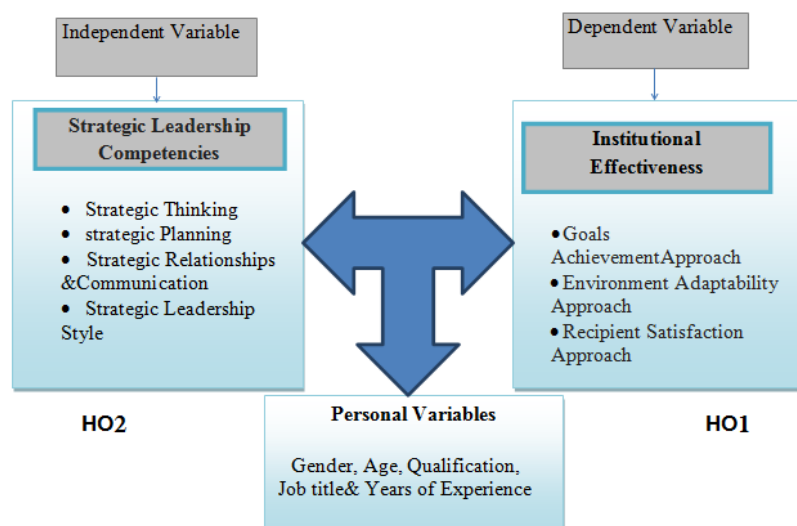 Independent Variable
Strategic Leadership
Competencies
• Strategic Thinking
• strategic Planning
• Strategic Relationships
&Communication
• Strategic Leadership
Style
HO2
Dependent Variable
Institutional
Effectiveness
• Goals
AchievementApproach
• Environment Adaptability
Approach
• Recipient Satisfaction
Approach
HO1
Personal Variables
Gender, Age, Qualification,
Job title& Years of Experience